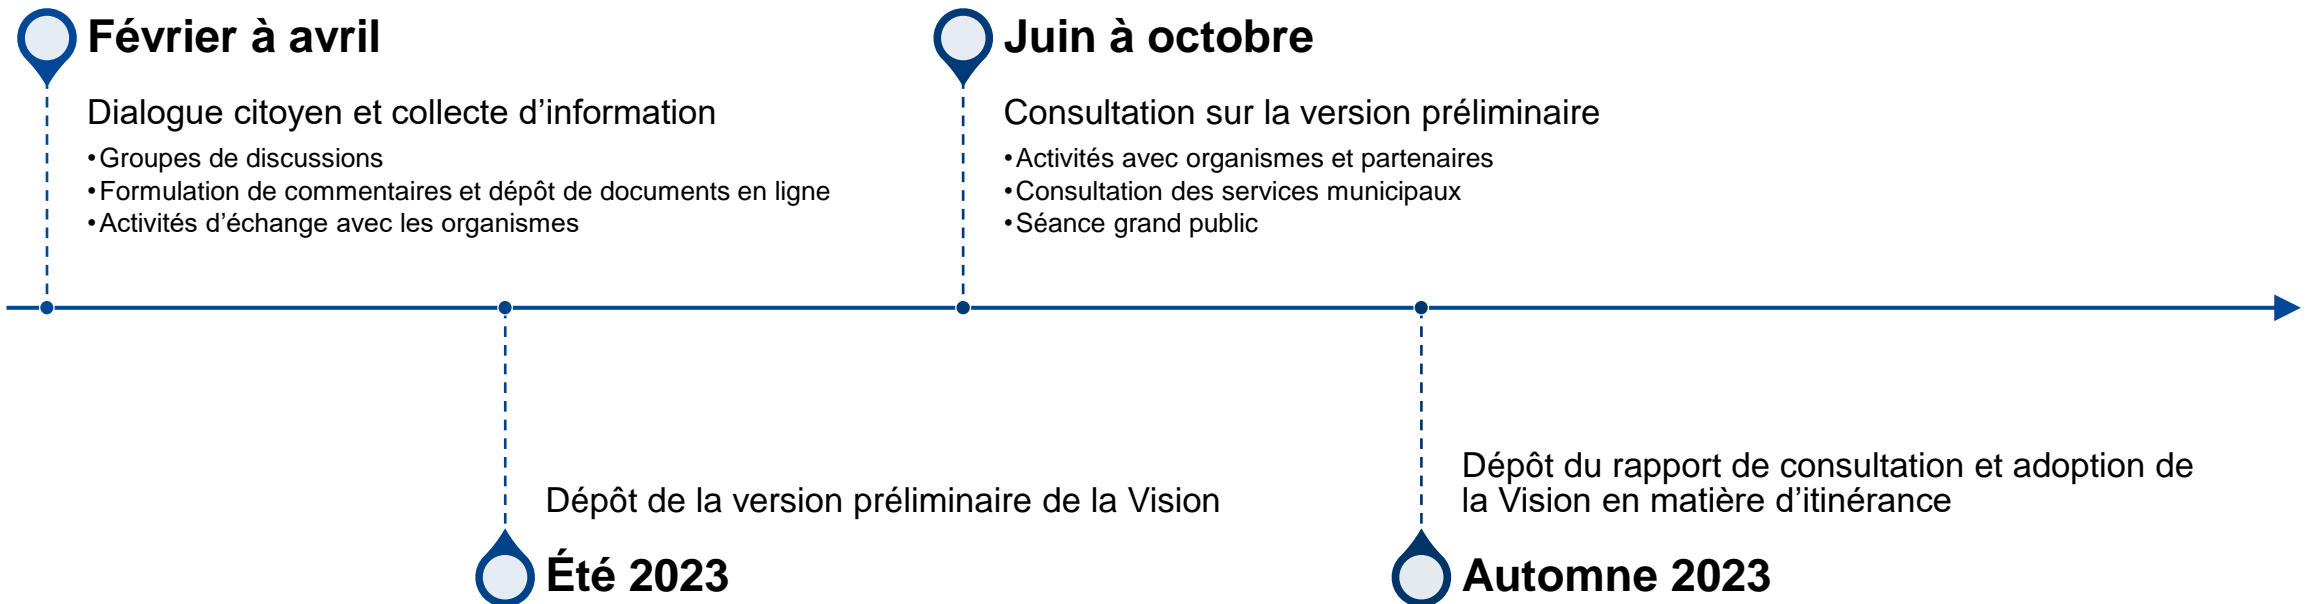 Février à avril
Dialogue citoyen et collecte d’information
•Groupes de discussions
•Formulation de commentaires et dépôt de documents en ligne
•Activités d’échange avec les organismes
Juin à octobre
Consultation sur la version préliminaire
•Activités avec organismes et partenaires
•Consultation des services municipaux
•Séance grand public
Dépôt de la version préliminaire de la Vision
Été 2023
Dépôt du rapport de consultation et adoption de
la Vision en matière d’itinérance
Automne 2023